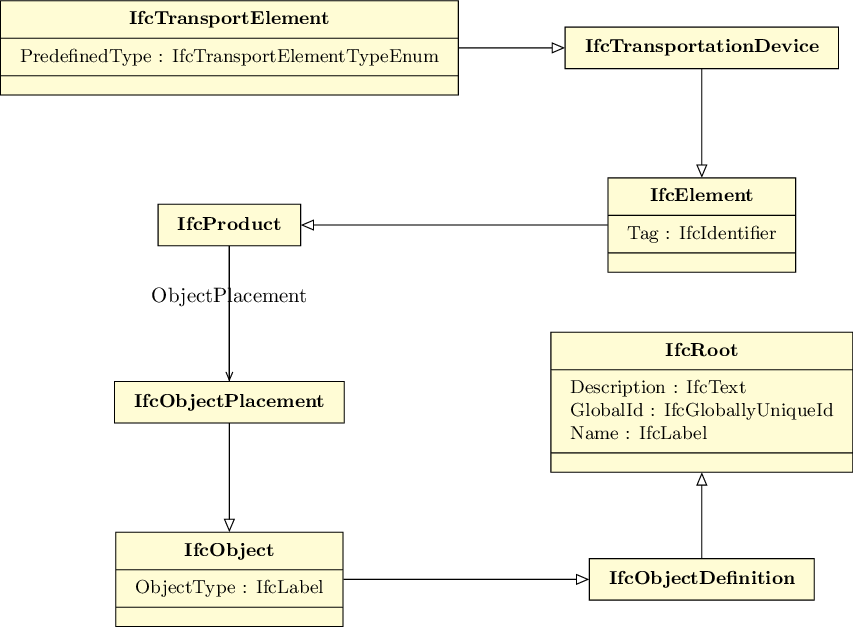 IfcTransportElement
PredefinedType : IfcTransportElementTypeEnum
IfcTransportationDevice
IfcElement
Tag : IfcIdentifier
IfcProduct
ObjectPlacement
IfcRoot
Description : IfcText
GlobalId : IfcGloballyUniqueId
Name : IfcLabel
IfcObjectPlacement
IfcObject
ObjectType : IfcLabel
IfcObjectDefinition